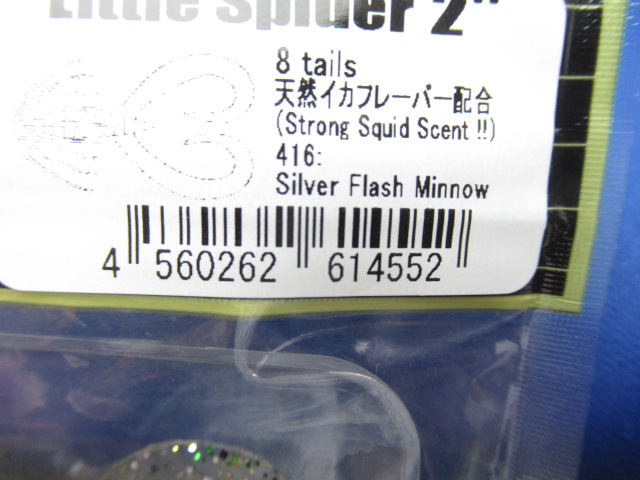 Little Spider 2"
8 tails
天然イカフレーバー配合
(Strong Squid Scent !!)
416:
Silver Flash Minnow
4 560262 614552